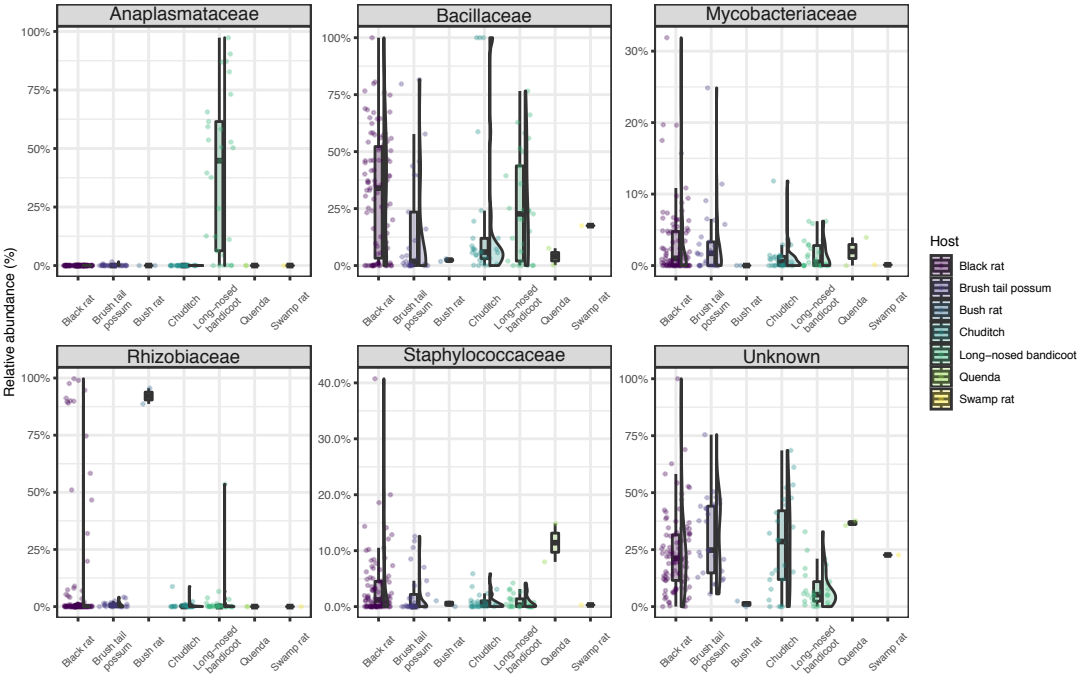 Relative abundance (%)
Anaplasmataceae
100%
75%
50%
25%
0%
Black rat
Brush tail
possum
Bush rat
Chuditch
Long−nosed
bandicoot
Quenda
Swamp rat
Bacillaceae
100%
75%
50%
25%
0%
Black rat
Brush tail
possum
Bush rat
Chuditch
Long−nosed
bandicoot
Quenda
Swamp rat
Mycobacteriaceae
30%
20%
10%
0%
Black rat
Brush tail
possum
Bush rat
Chuditch
Long−nosed
bandicoot
Quenda
Swamp rat
Rhizobiaceae
100%
75%
50%
25%
0%
Black rat
Brush tail
possum
Bush rat
Chuditch
Long−nosed
bandicoot
Quenda
Swamp rat
Staphylococcaceae
40.0%
30.0%
20.0%
10.0%
0.0%
Black rat
Brush tail
possum
Bush rat
Chuditch
Long−nosed
bandicoot
Quenda
Swamp rat
Unknown
100%
75%
50%
25%
0%
Black rat
Brush tail
possum
Bush rat
Chuditch
Long−nosed
bandicoot
Quenda
Swamp rat
Host
Black rat
Brush tail possum
Bush rat
Chuditch
Long−nosed bandicoot
Quenda
Swamp rat